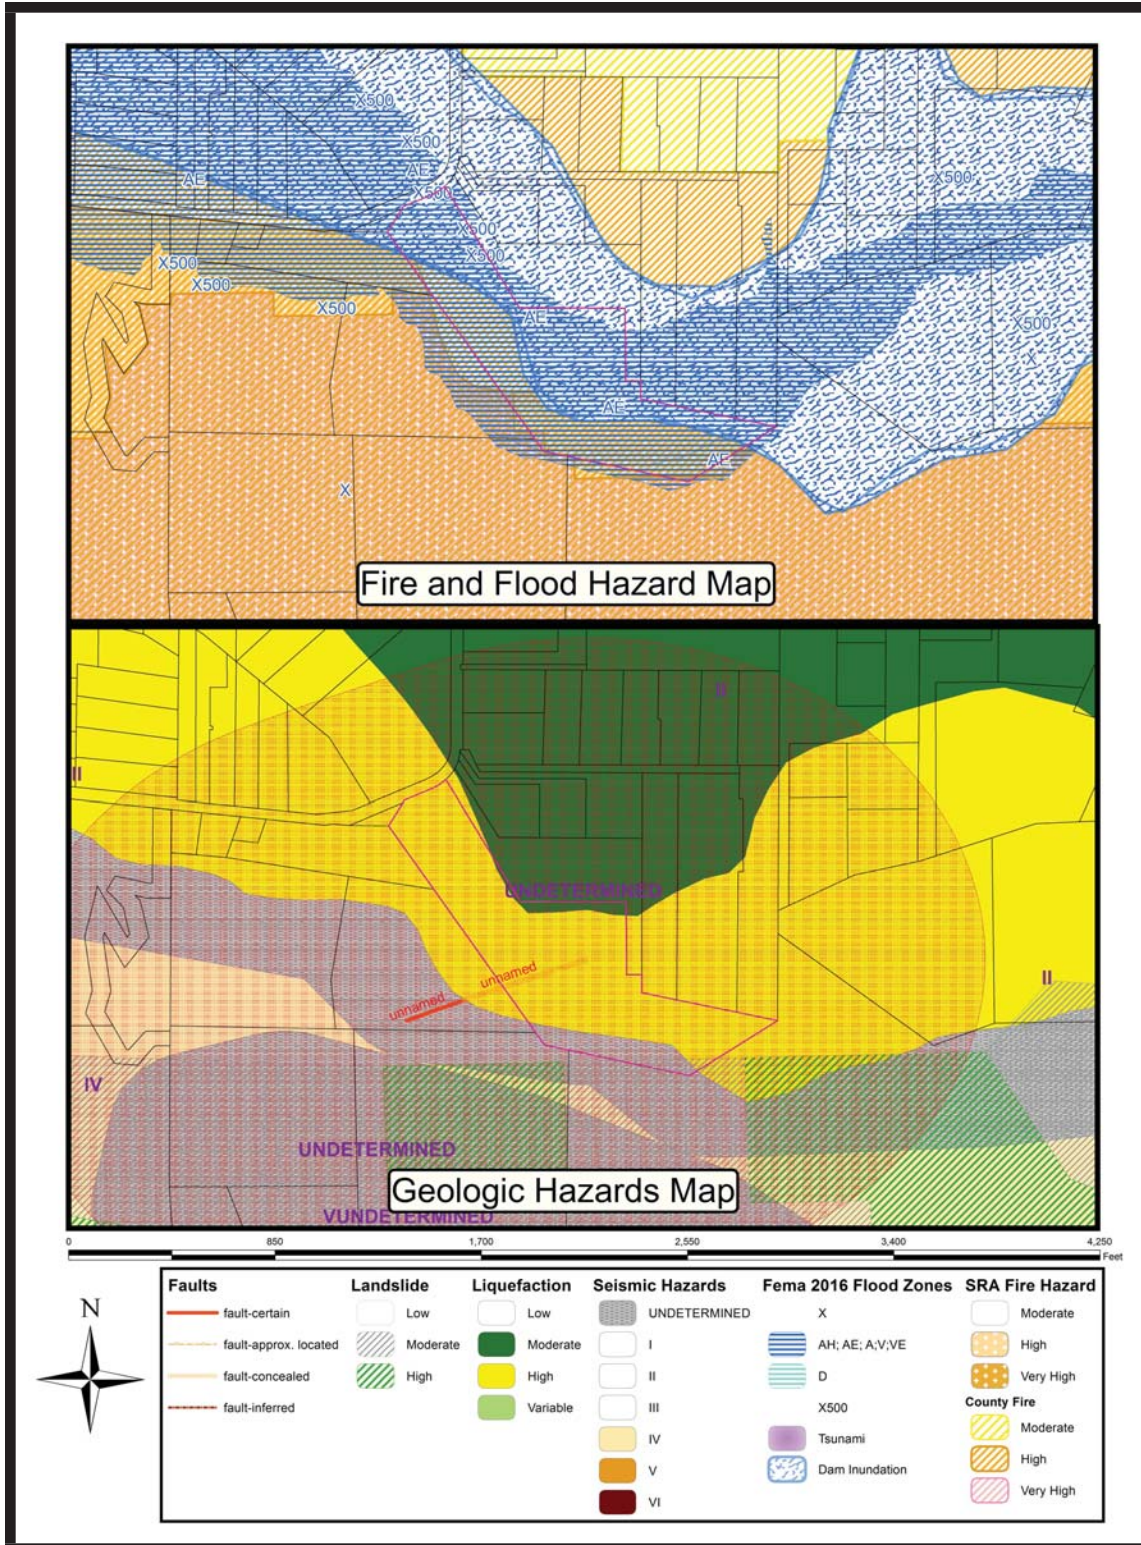 X500
X500
AE
X500
AE
X500
X500
X500
X500
X500
X500
AE
X500
X
AE
AE
X
Fire and Flood Hazard Map
II
II
UNDETERMINED
unnamed
unnamed
II
IV
UNDETERMINED
Geologic Hazards Map
VUNDETERMINED
0 850 1,700 2,550 3,400 4,250
Feet
N
Faults
fault-certain
fault-approx. located
fault-concealed
fault-inferred
Landslide
Low
Moderate
High
Liquefaction
Low
Moderate
High
Variable
Seismic Hazards
UNDETERMINED
I
II
III
IV
V
VI
Fema 2016 Flood Zones
X
AH; AE; A;V;VE
D
X500
Tsunami
Dam Inundation
SRA Fire Hazard
Moderate
High
Very High
County Fire
Moderate
High
Very High